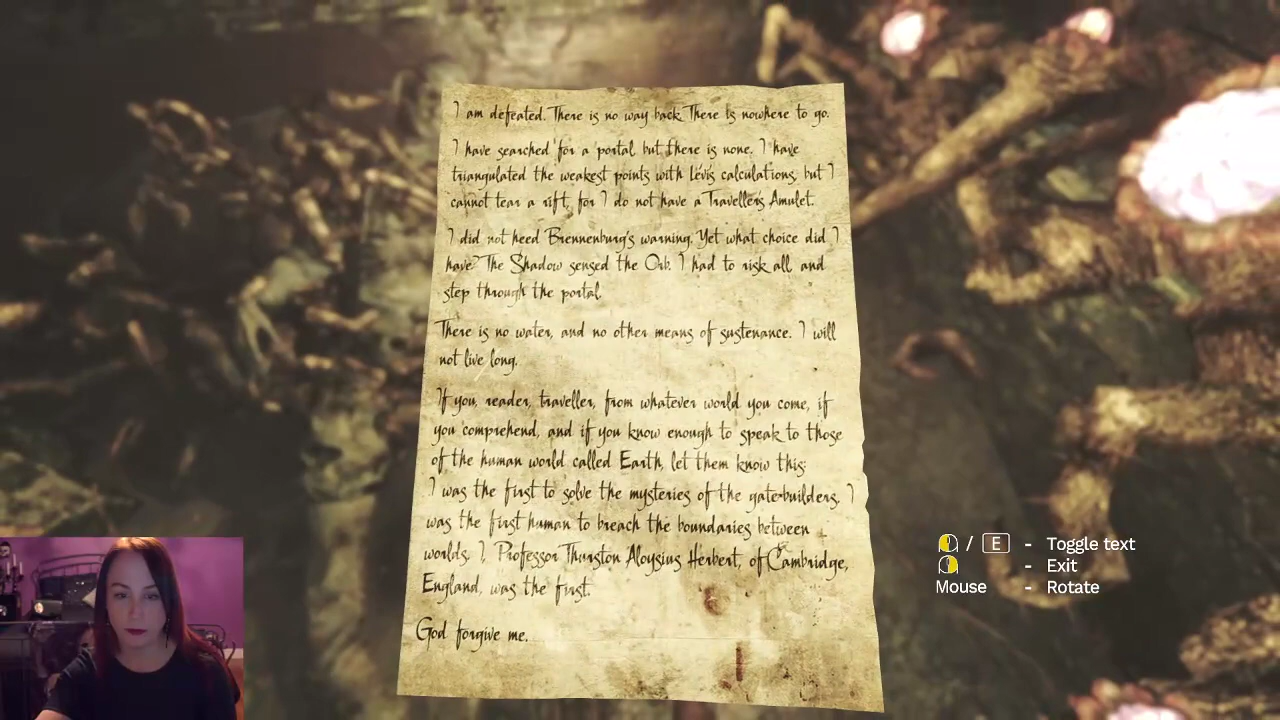 I am defeated. There is no way back. There is nowhere to go.
I have searched for a portal but there is none. I have
triangulated the weakest points with Lévis calculations, but I
cannot tear a rift, for I do not have a Traveller's Amulet.
I did not heed Brennenburg's warning. Yet what choice did I
have? The Shadow sensed the Orb. I had to risk all and
step through the portal.
There is no water, and no other means of sustenance. I will
not live long.
If you, reader, traveller, from whatever world you come, if
you comprehend, and if you know enough to speak to those
of the human world called Earth, let them know this:
I was the first to solve the mysteries of the gate-builders. I
was the first human to breach the boundaries between
worlds. I, Professor Thurston Aloysius Herbert, of Cambridge,
England, was the first.
God forgive me.
/ E - Toggle text
- Exit
Mouse - Rotate